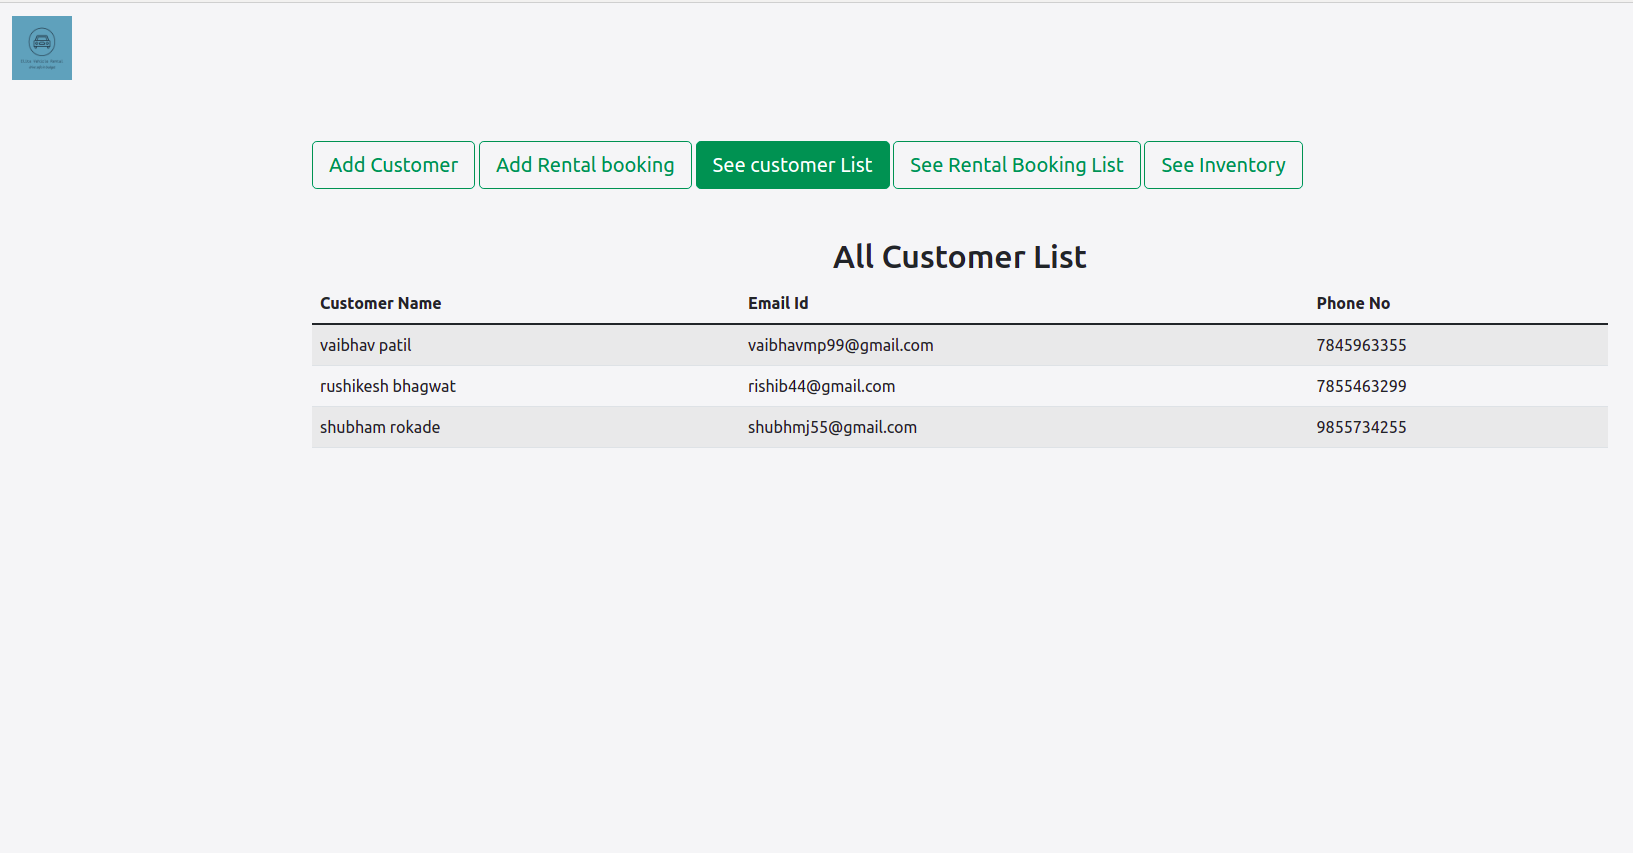 Add Customer Add Rental booking See customer List See Rental Booking List See Inventory
All Customer List
Customer Name Email Id Phone No
vaibhav patil vaibhavmp99@gmail.com 7845963355
rushikesh bhagwat rishib44@gmail.com 7855463299
shubham rokade shubhmj55@gmail.com 9855734255